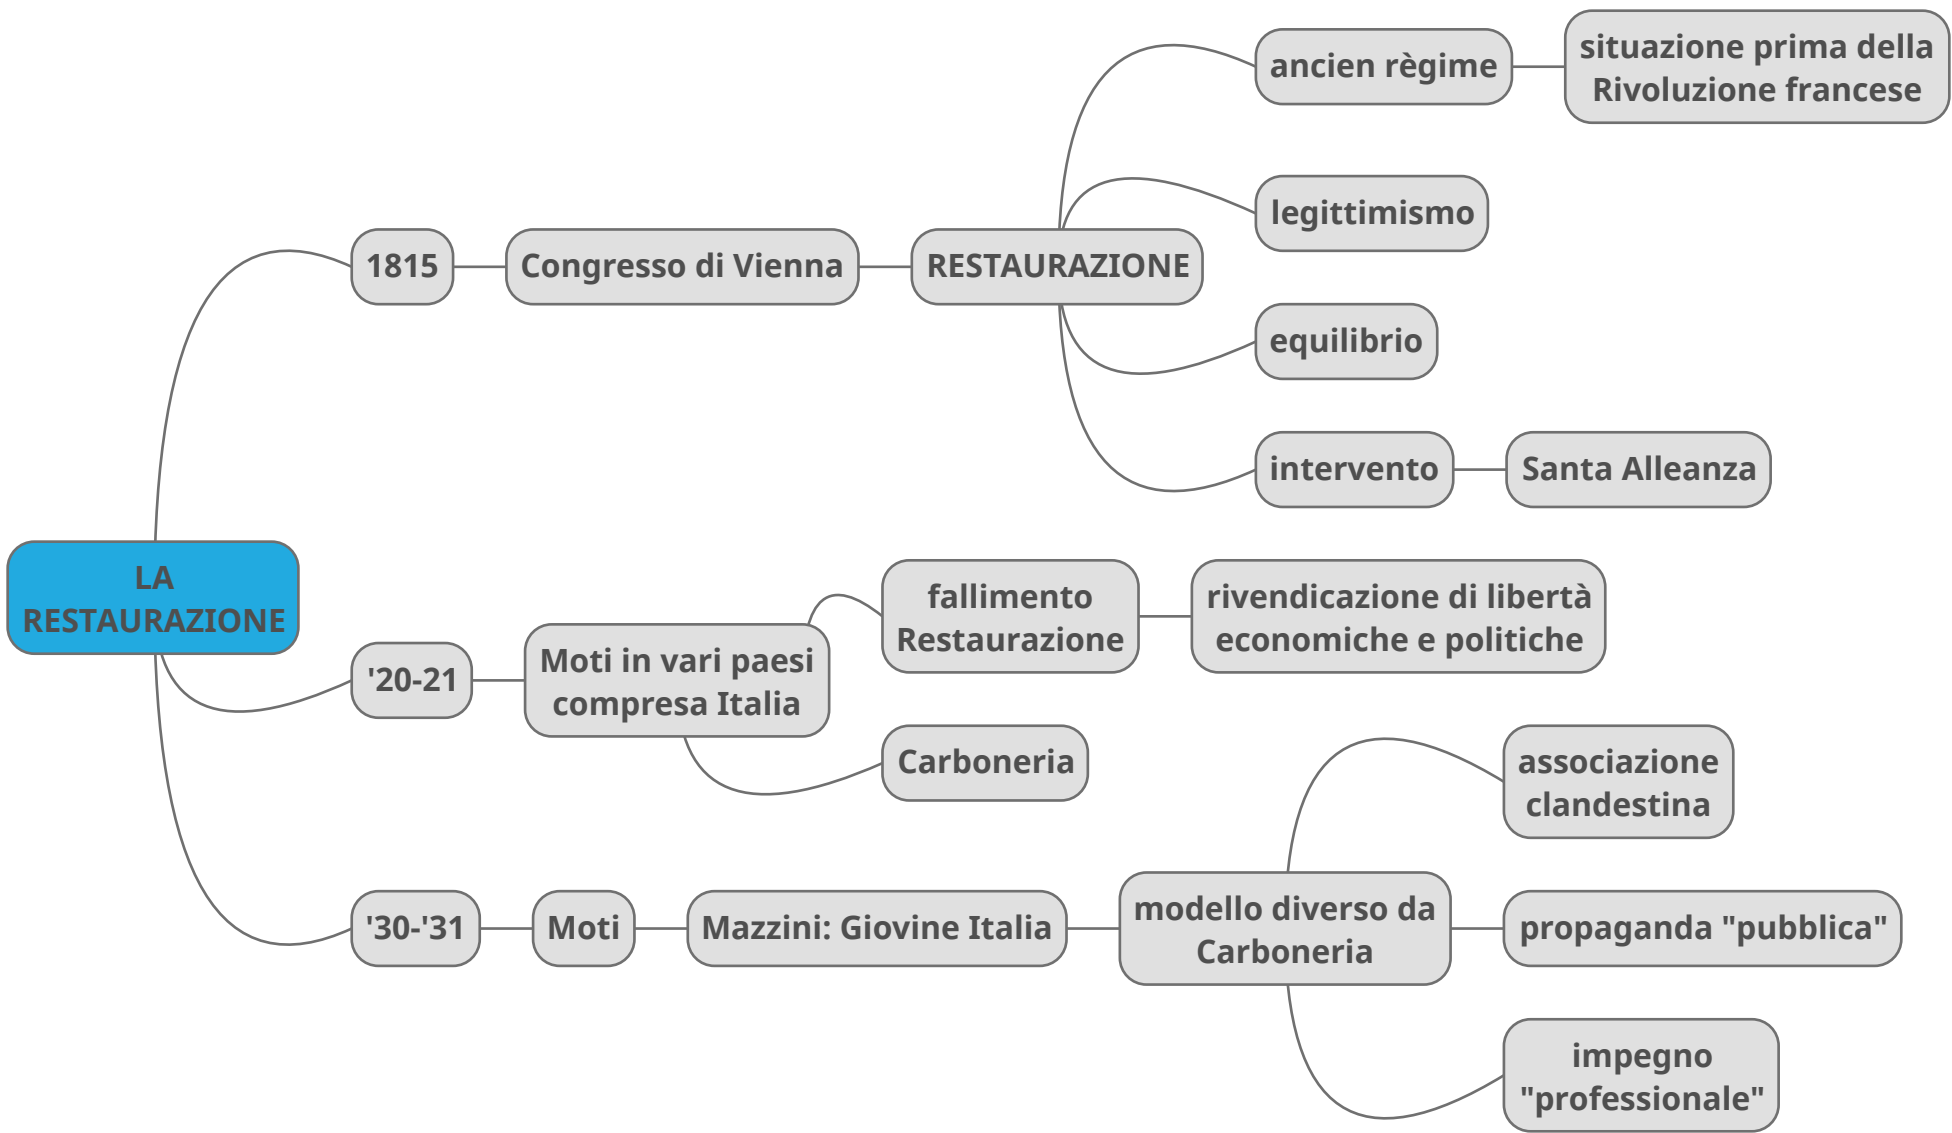 LA
RESTAURAZIONE
1815
Congresso di Vienna
RESTAURAZIONE
ancien règime
situazione prima della
Rivoluzione francese
legittimismo
equilibrio
intervento
Santa Alleanza
'20-21
Moti in vari paesi
compresa Italia
fallimento
Restaurazione
rivendicazione di libertà
economiche e politiche
Carboneria
'30-'31
Moti
Mazzini: Giovine Italia
modello diverso da
Carboneria
associazione
clandestina
propaganda "pubblica"
impegno
"professionale"